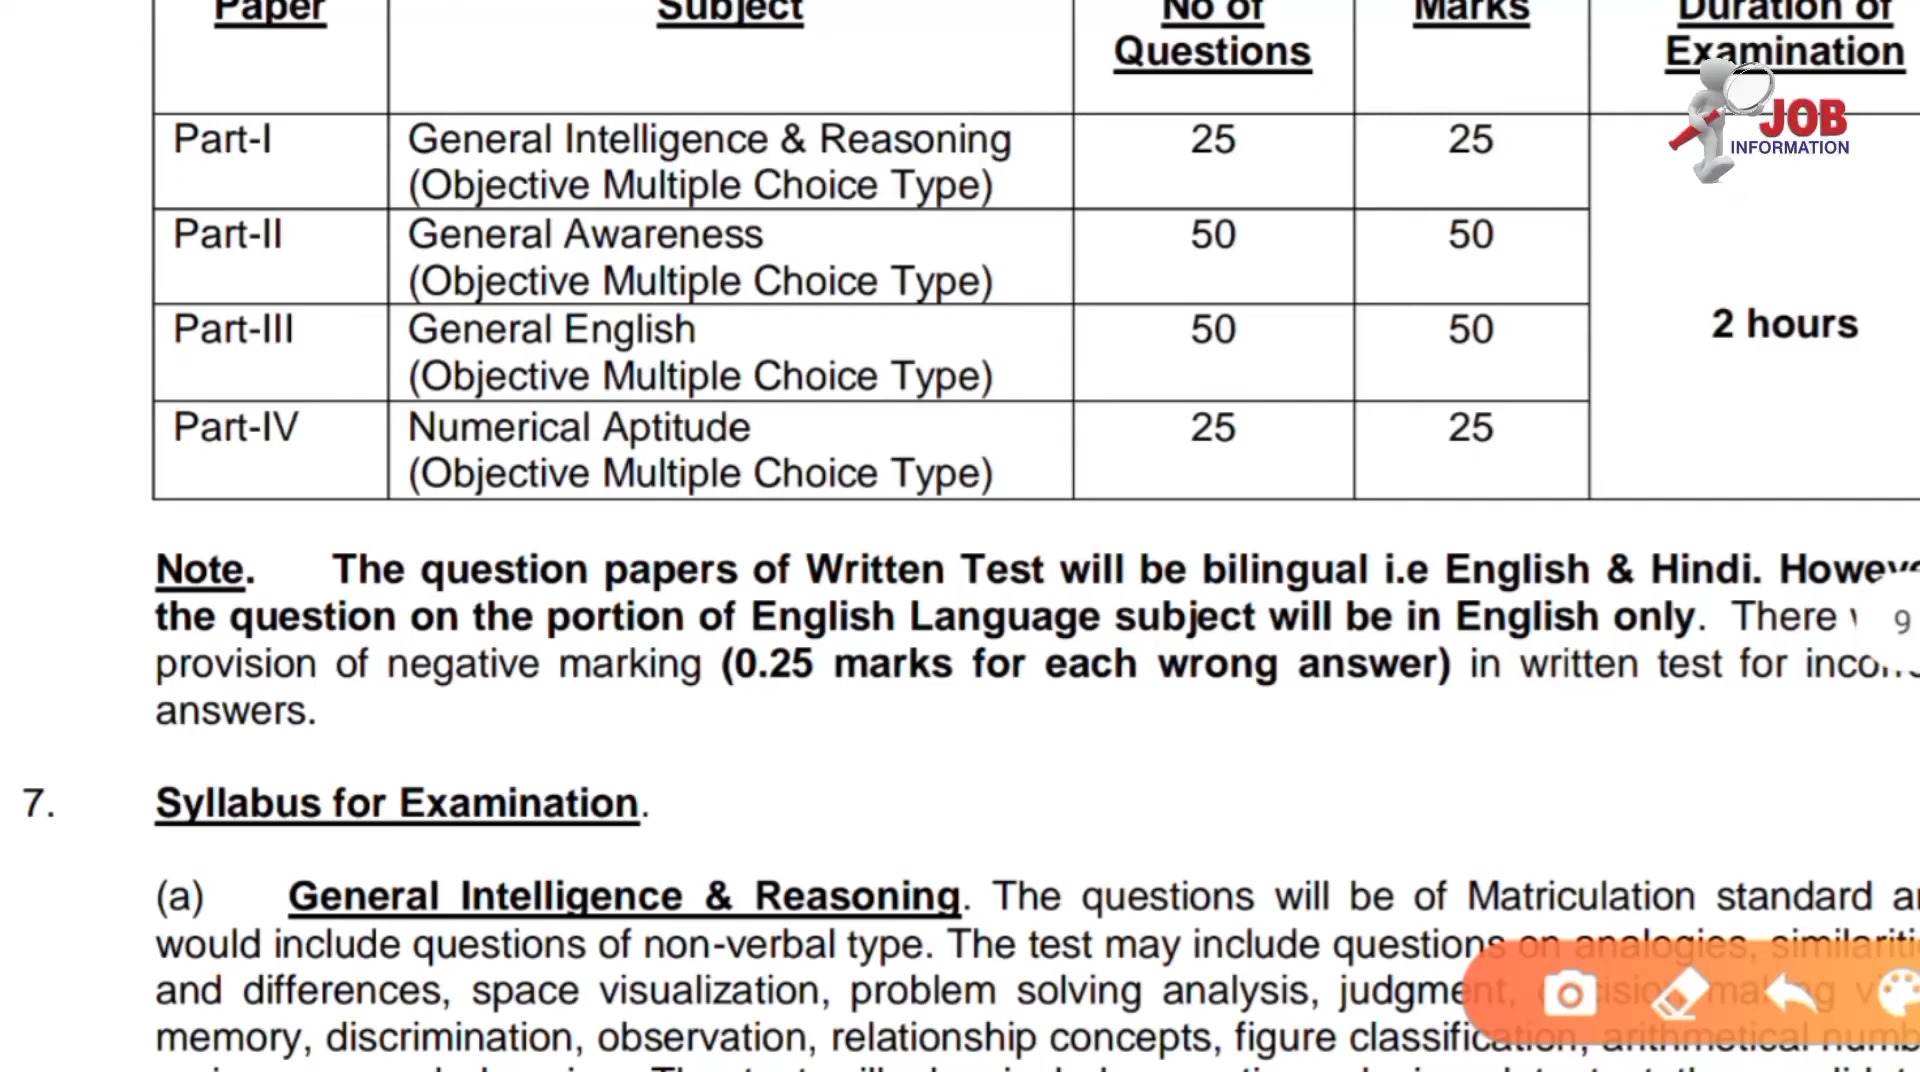 Paper Subject No of Marks Duration of
Questions Examination
JOB
INFORMATION
Part-I General Intelligence & Reasoning 25 25
(Objective Multiple Choice Type)
Part-II General Awareness 50 50
(Objective Multiple Choice Type)
Part-III General English 50 50 2 hours
(Objective Multiple Choice Type)
Part-IV Numerical Aptitude 25 25
(Objective Multiple Choice Type)
Note. The question papers of Written Test will be bilingual i.e English & Hindi.
the question on the portion of English Language subject will be in English only. There 9
provision of negative marking (0.25 marks for each wrong answer) in written test for
answers.
7. Syllabus for Examination.
(a) General Intelligence & Reasoning. The questions will be of Matriculation standard
would include questions of non-verbal type. The test may include questions on analogies,
and differences, space visualization, problem solving analysis, judgment,
memory, discrimination, observation, relationship concepts, figure classification, arithmetical